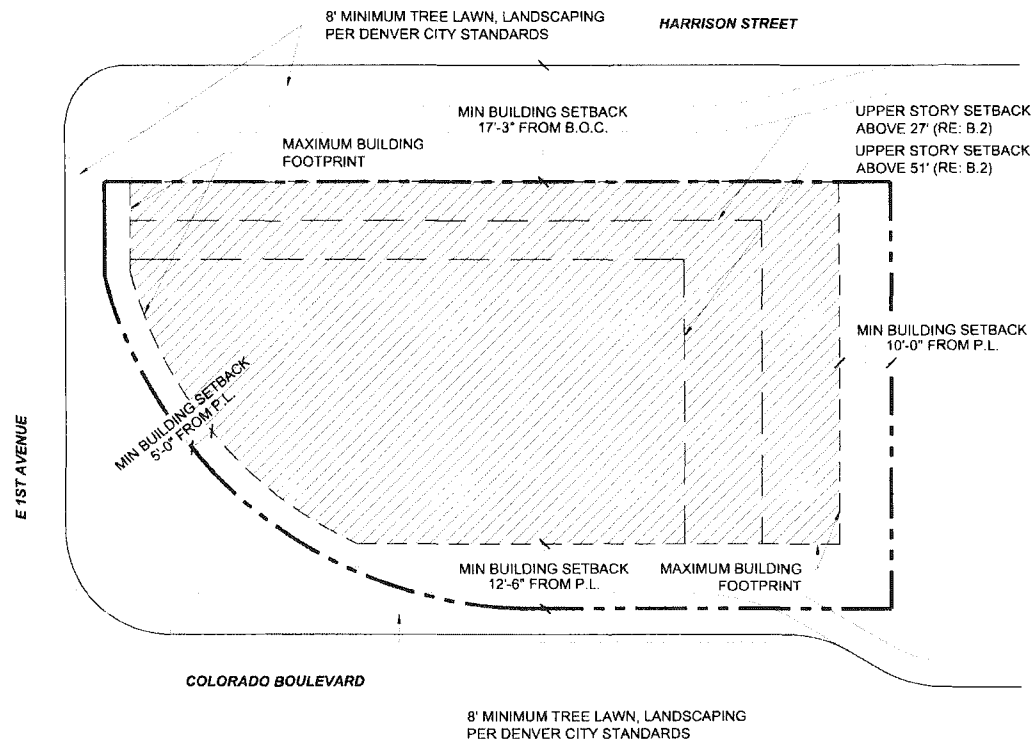 8' MINIMUM TREE LAWN, LANDSCAPING
PER DENVER CITY STANDARDS
HARRISON STREET
MIN BUILDING SETBACK
17'-3" FROM B.O.C.
UPPER STORY SETBACK
ABOVE 27' (RE: B.2)
UPPER STORY SETBACK
ABOVE 51' (RE: B.2)
MAXIMUM BUILDING
FOOTPRINT
MIN BUILDING SETBACK
10'-0" FROM P.L.
MIN BUILDING SETBACK
5'-0" FROM P.L.
E 1ST AVENUE
MIN BUILDING SETBACK
12'-6" FROM P.L.
MAXIMUM BUILDING
FOOTPRINT
COLORADO BOULEVARD
8' MINIMUM TREE LAWN, LANDSCAPING
PER DENVER CITY STANDARDS